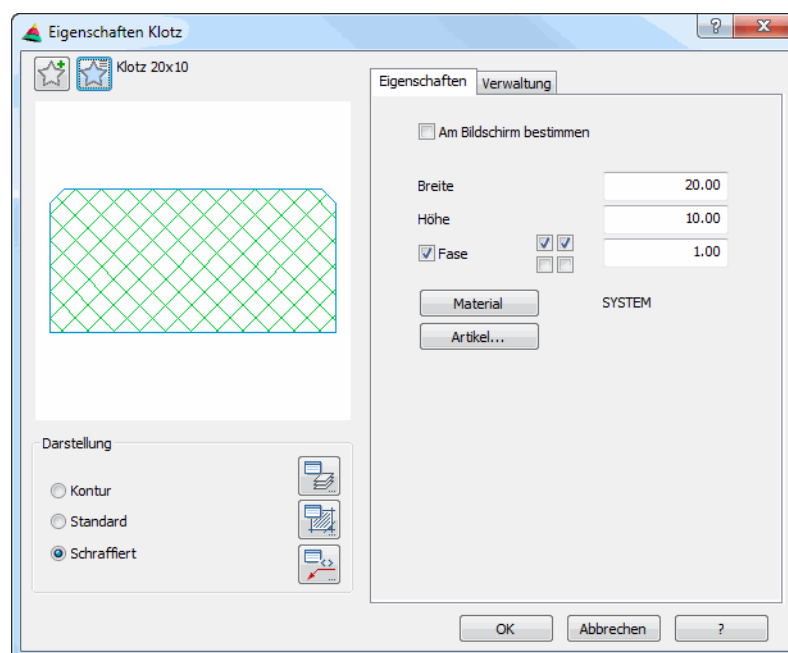 Eigenschaften Klotz
?
Klotz 20x10
Eigenschaften Verwaltung
Am Bildschirm bestimmen
Breite 20.00
Höhe 10.00
Fase 1.00
Material SYSTEM
Artikel...
Darstellung
Kontur
Standard
Schraffiert
OK Abbrechen ?